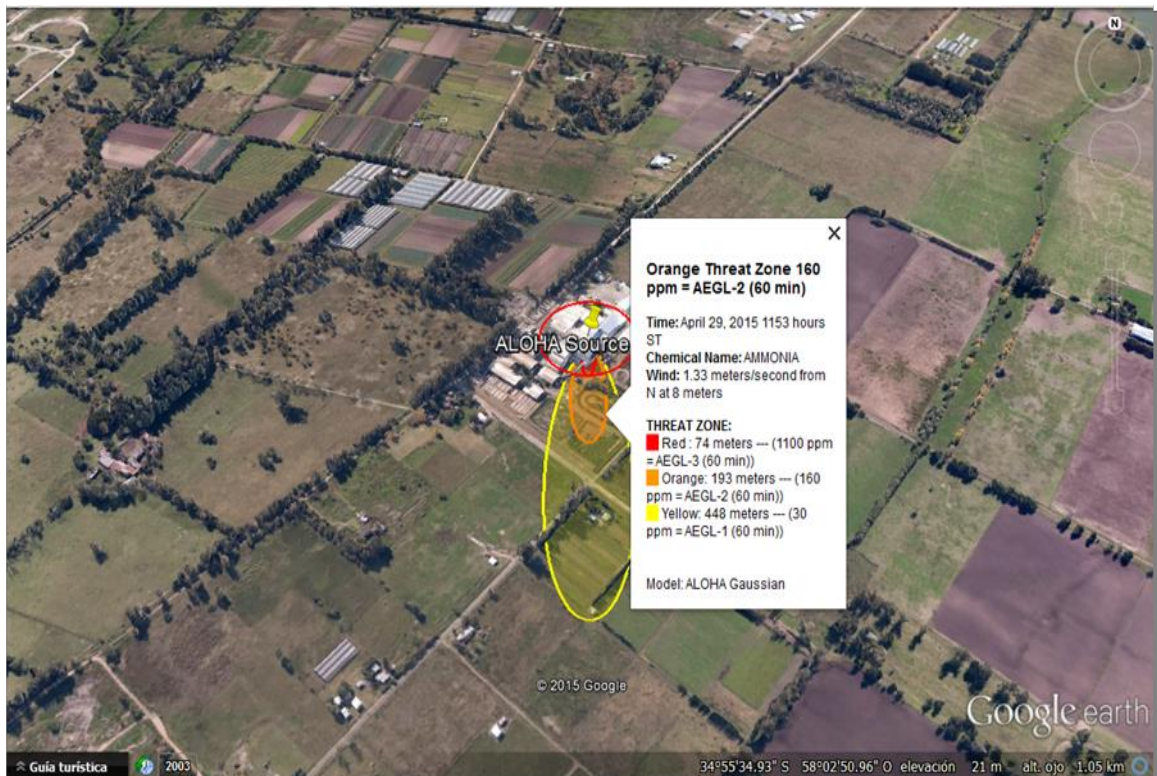 N
Orange Threat Zone 160
ppm = AEGL-2 (60 min)
Time: April 29, 2015 1153 hours
ST
Chemical Name: AMMONIA
Wind: 1.33 meters/second from
N at 8 meters
THREAT ZONE:
Red : 74 meters --- (1100 ppm
= AEGL-3 (60 min))
Orange: 193 meters --- (160
ppm = AEGL-2 (60 min))
Yellow: 448 meters --- (30
ppm = AEGL-1 (60 min))
Model: ALOHA Gaussian
ALOHA Source
© 2015 Google
Google earth
Guía turística
2003
34°55'34.93" S 58°02'50.96" O elevación 21 m alt. ojo 1.05 km